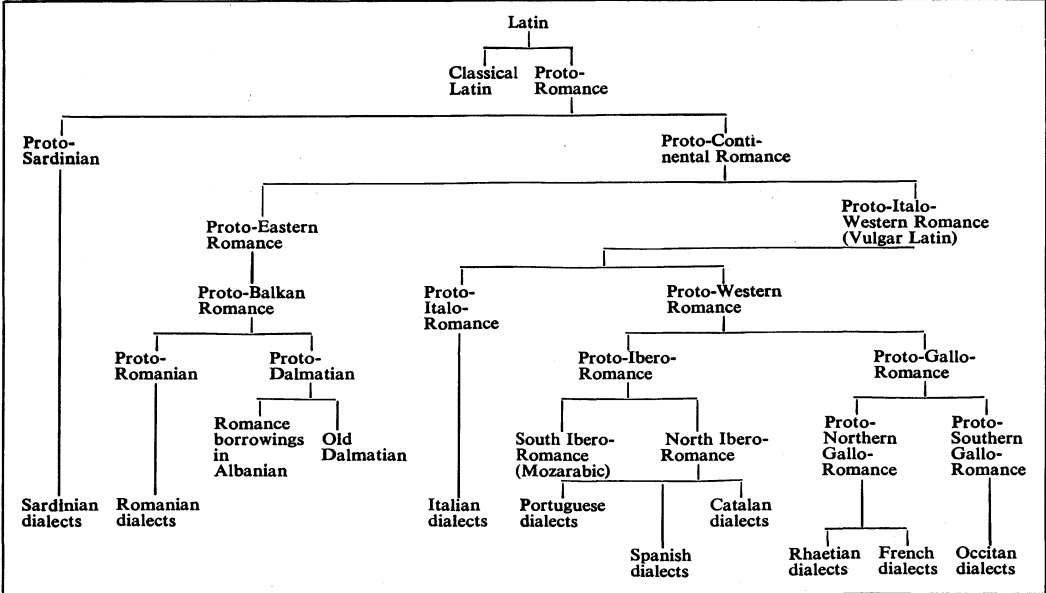 Latin
Classical
Latin
Proto-
Romance
Proto-
Sardinian
Proto-Conti-
nental Romance
Proto-Eastern
Romance
Proto-Italo-
Western Romance
(Vulgar Latin)
Proto-Balkan
Romance
Proto-
Italo-
Romance
Proto-Western
Romance
Proto-
Romanian
Proto-
Dalmatian
Proto-Ibero-
Romance
Proto-Gallo-
Romance
Romance
borrowings
in
Albanian
Old
Dalmatian
South Ibero-
Romance
(Mozarabic)
North Ibero-
Romance
Proto-
Northern
Gallo-
Romance
Proto-
Southern
Gallo-
Romance
Sardinian
dialects
Romanian
dialects
Italian
dialects
Portuguese
dialects
Catalan
dialects
Spanish
dialects
Rhaetian
dialects
French
dialects
Occitan
dialects